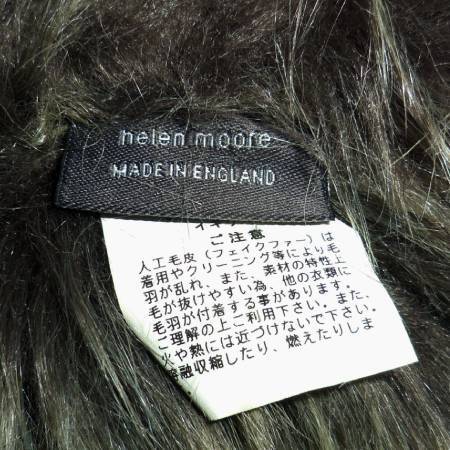 helen moore
MADE IN ENGLAND
ご注意
人工毛皮（フェイクファー）は
着用やクリーニング等により毛
羽が乱れ、また、素材の特性上
毛が抜けやすい為、他の衣類に
毛羽が付着する事があります。
ご理解の上ご利用下さい。また、
火や熱には近づけないで下さい。
溶融収縮したり、燃えたりしま